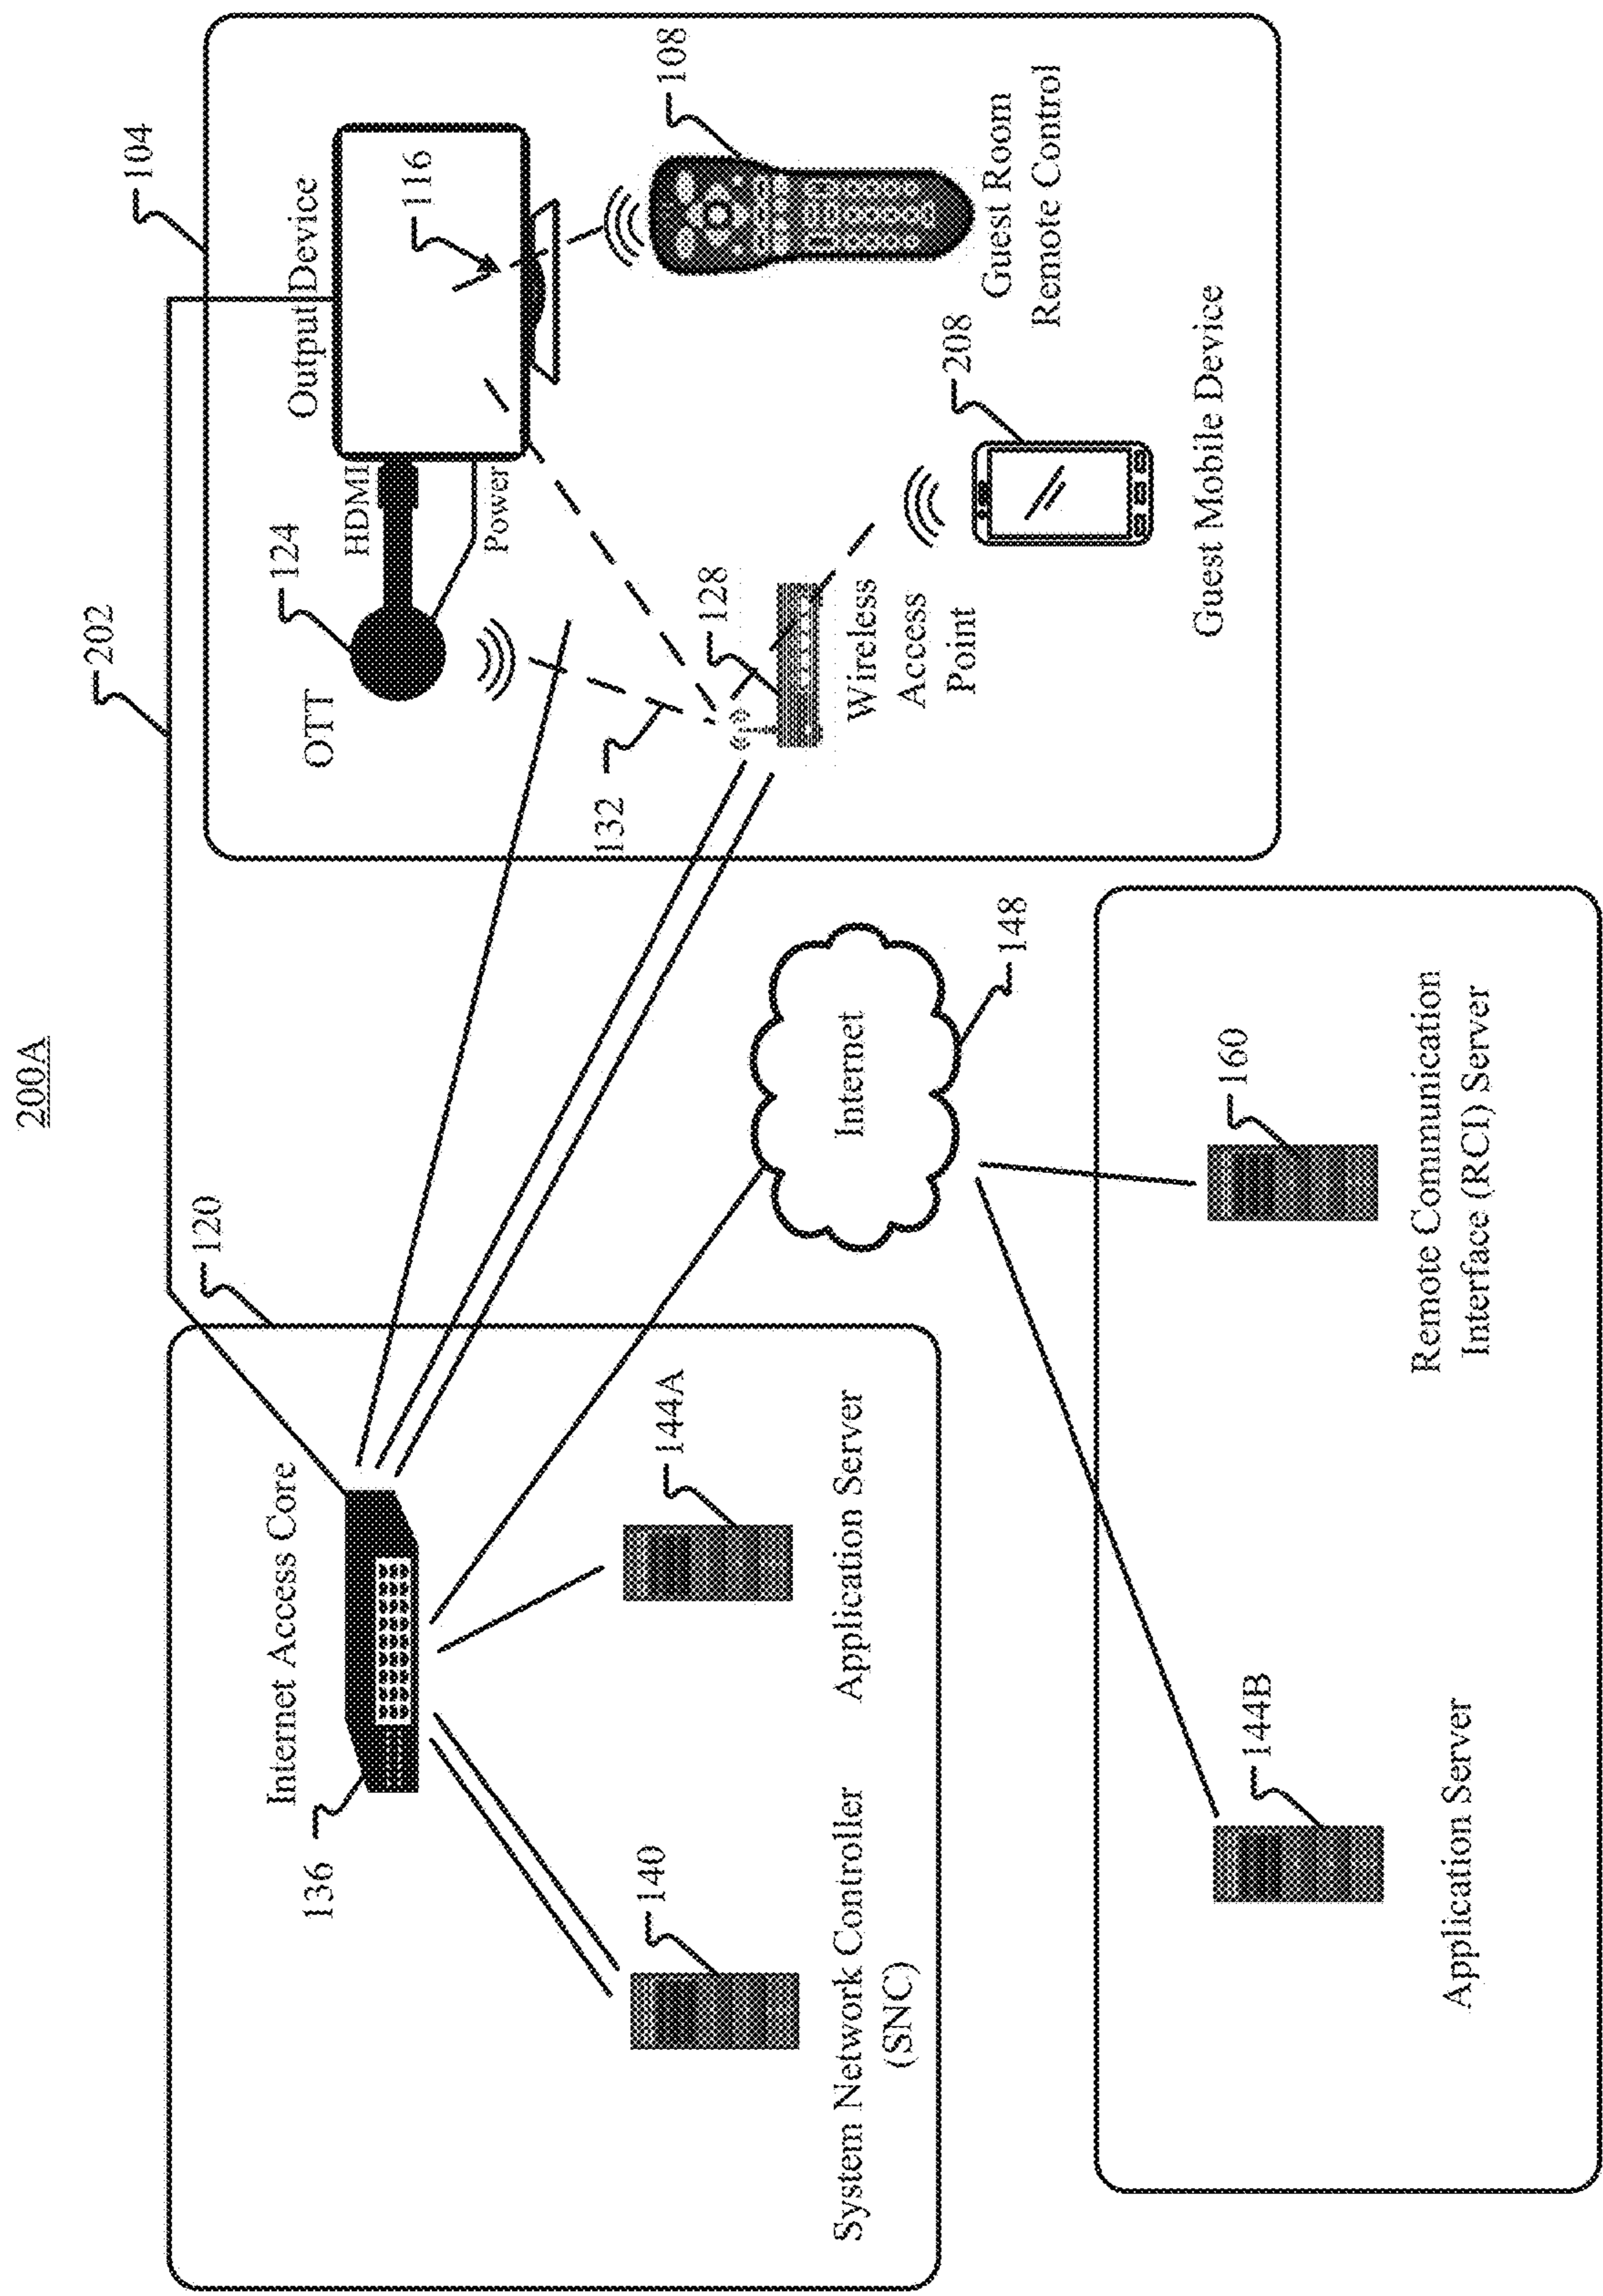 200A
120
202
104
Internet Access Core
136
140
System Network Controller
(SNC)
144A
Application Server
OTT
124
HDMI
Power
Output Device
116
132
128
Wireless
Access
Point
108
Guest Room
Remote Control
208
Guest Mobile Device
Internet
148
144B
Application Server
160
Remote Communication
Interface (RCI) Server